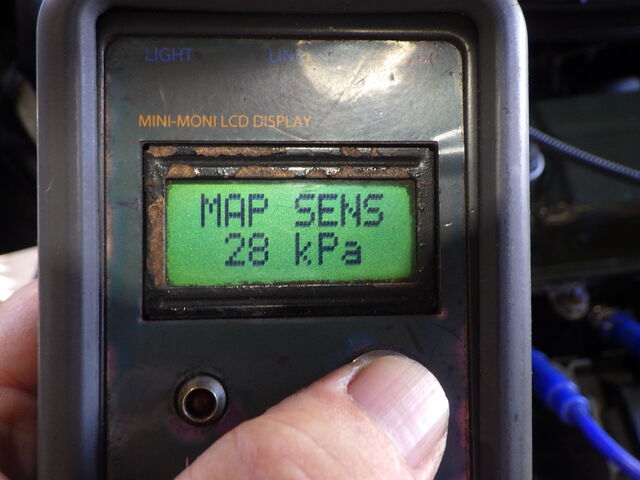 LIGHT
MINI-MONI LCD DISPLAY
MAP SENS
28 kPa